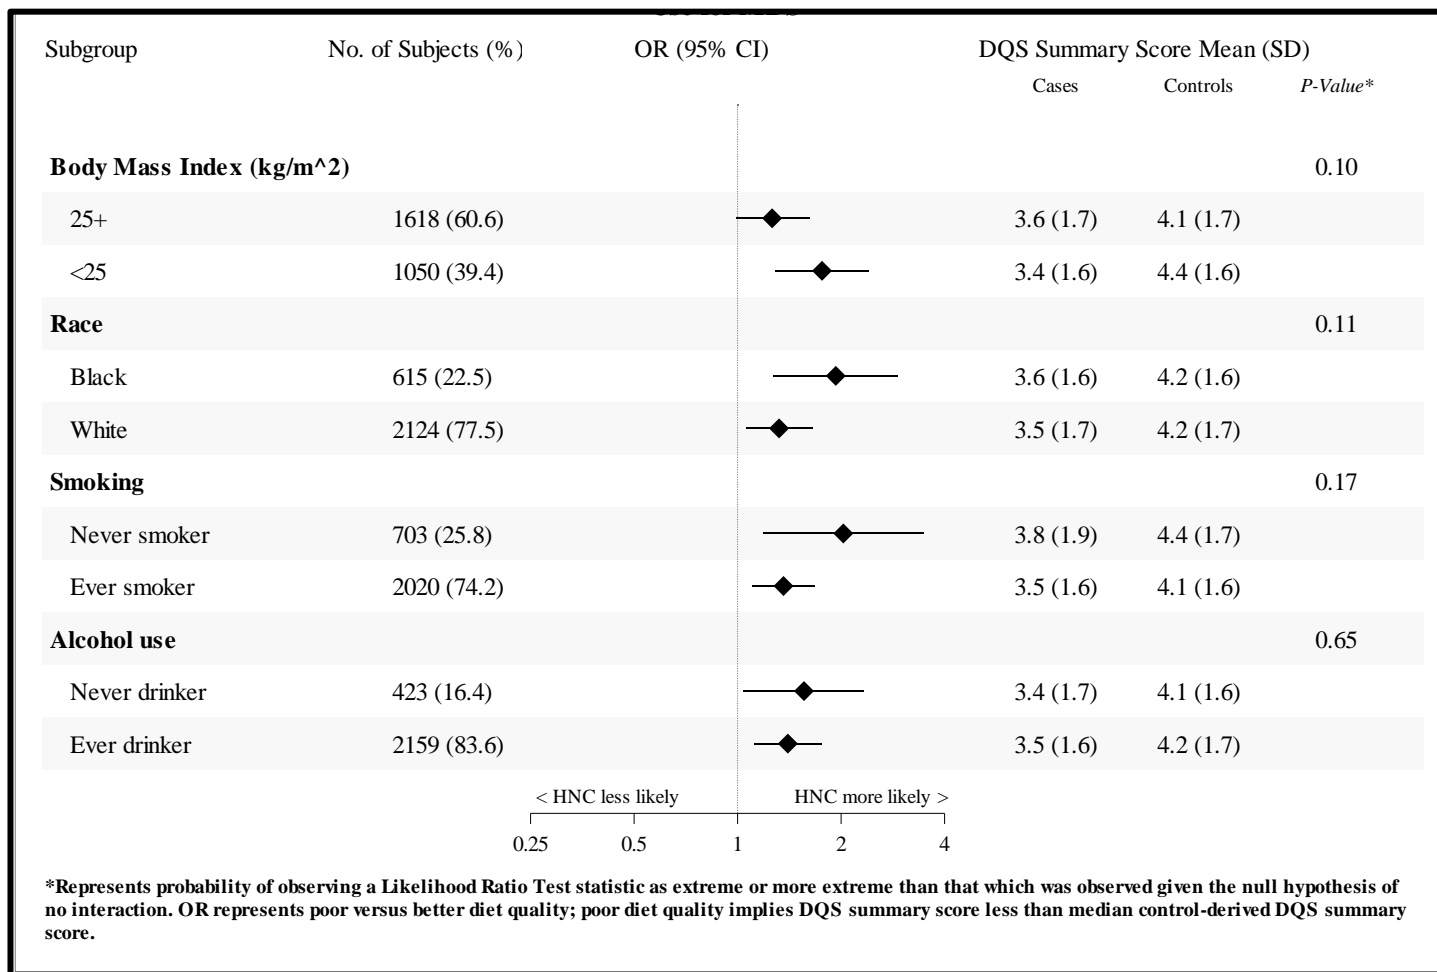 Subgroup No. of Subjects (%) OR (95% CI) DQS Summary Score Mean (SD)
Cases Controls P-Value*
Body Mass Index (kg/m^2) 0.10
25+ 1618 (60.6) 3.6 (1.7) 4.1 (1.7)
<25 1050 (39.4) 3.4 (1.6) 4.4 (1.6)
Race 0.11
Black 615 (22.5) 3.6 (1.6) 4.2 (1.6)
White 2124 (77.5) 3.5 (1.7) 4.2 (1.7)
Smoking 0.17
Never smoker 703 (25.8) 3.8 (1.9) 4.4 (1.7)
Ever smoker 2020 (74.2) 3.5 (1.6) 4.1 (1.6)
Alcohol use 0.65
Never drinker 423 (16.4) 3.4 (1.7) 4.1 (1.6)
Ever drinker 2159 (83.6) 3.5 (1.6) 4.2 (1.7)
< HNC less likely HNC more likely >
0.25 0.5 1 2 4
*Represents probability of observing a Likelihood Ratio Test statistic as extreme or more extreme than that which was observed given the null hypothesis of
no interaction. OR represents poor versus better diet quality; poor diet quality implies DQS summary score less than median control-derived DQS summary
score.